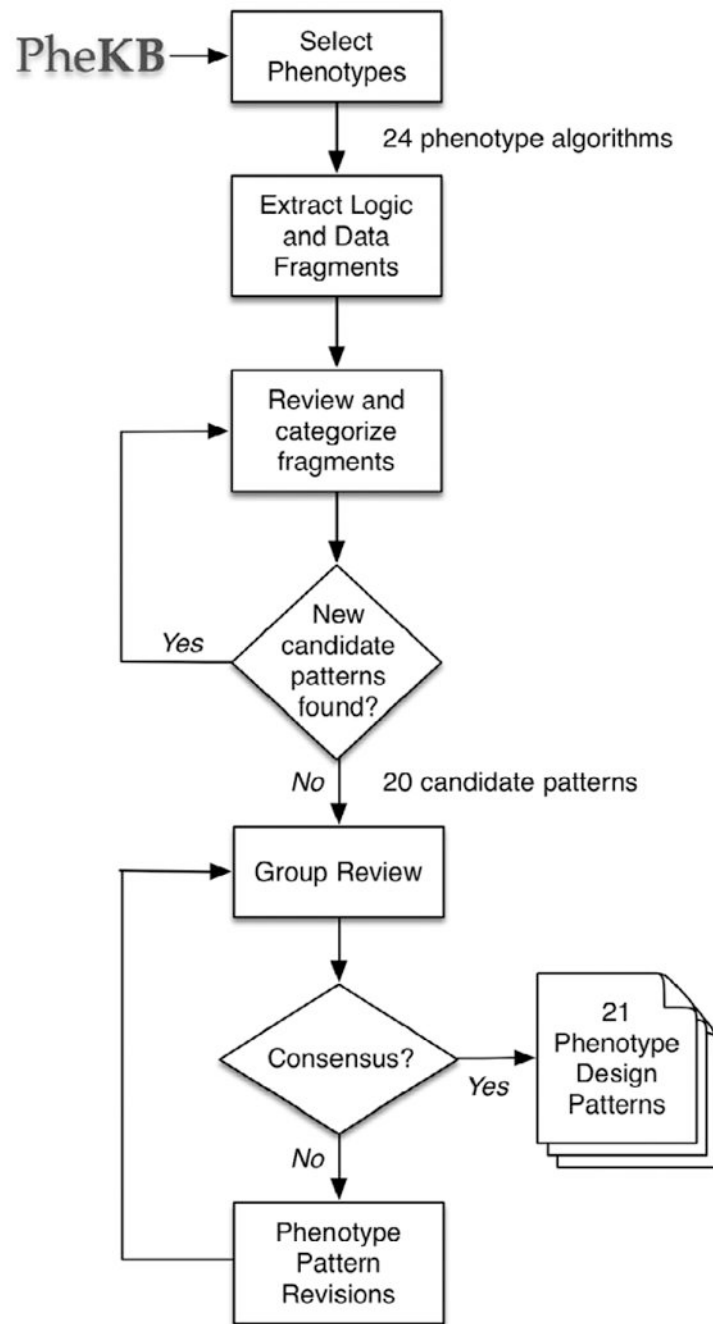 PheKB
Select
Phenotypes
24 phenotype algorithms
Extract Logic
and Data
Fragments
Review and
categorize
fragments
New
candidate
patterns
found?
Yes
No
20 candidate patterns
Group Review
Consensus?
Yes
21
Phenotype
Design
Patterns
No
Phenotype
Pattern
Revisions